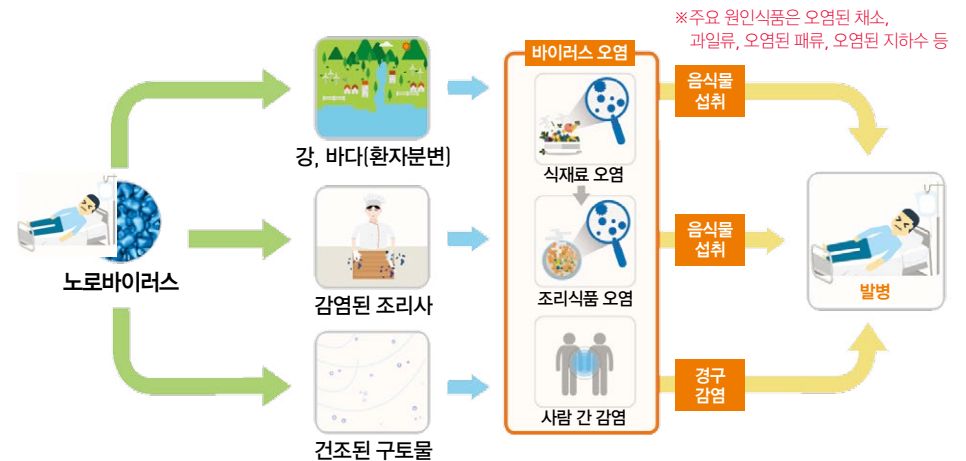 ※주요 원인식품은 오염된 채소,
과일류, 오염된 패류, 오염된 지하수 등
바이러스 오염
음식물
섭취
강, 바다(환자분변)
식재료 오염
노로바이러스
감염된 조리사
조리식품 오염
음식물
섭취
발병
건조된 구토물
사람 간 감염
경구
감염